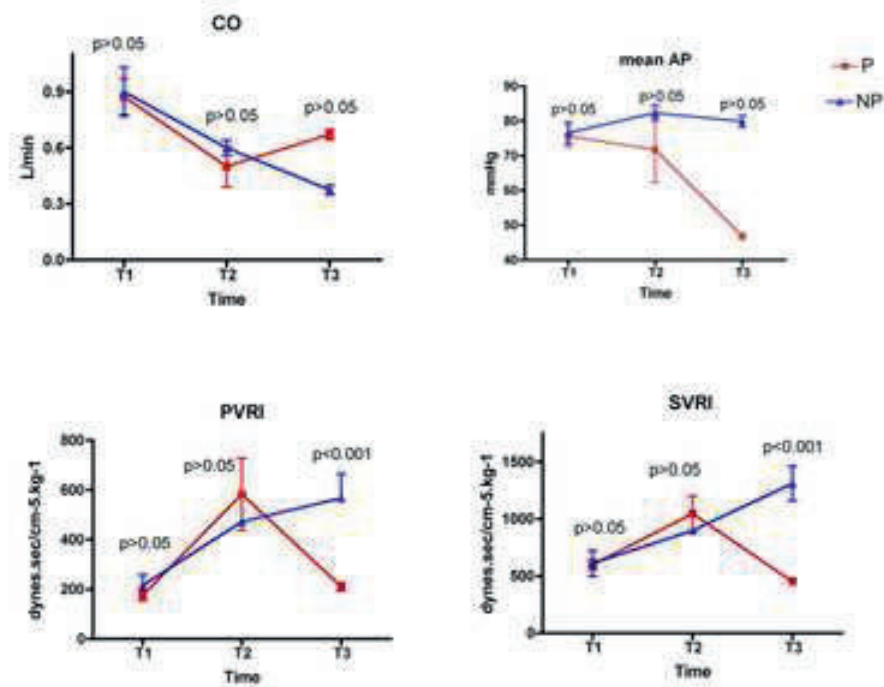 CO
p>0.05
p>0.05
p>0.05
0.9
0.6
0.3
0.0
L/min
T1 T2 T3
Time
mean AP
p>0.05
p>0.05
p>0.05
90
80
70
60
50
40
mmHg
T1 T2 T3
Time
P
NP
PVRI
p>0.05
p>0.05
p<0.001
800
600
400
200
0
dynes.sec/cm-5.kg-1
T1 T2 T3
Time
SVRI
p>0.05
p>0.05
p<0.001
1500
1000
500
0
dynes.sec/cm-5.kg-1
T1 T2 T3
Time